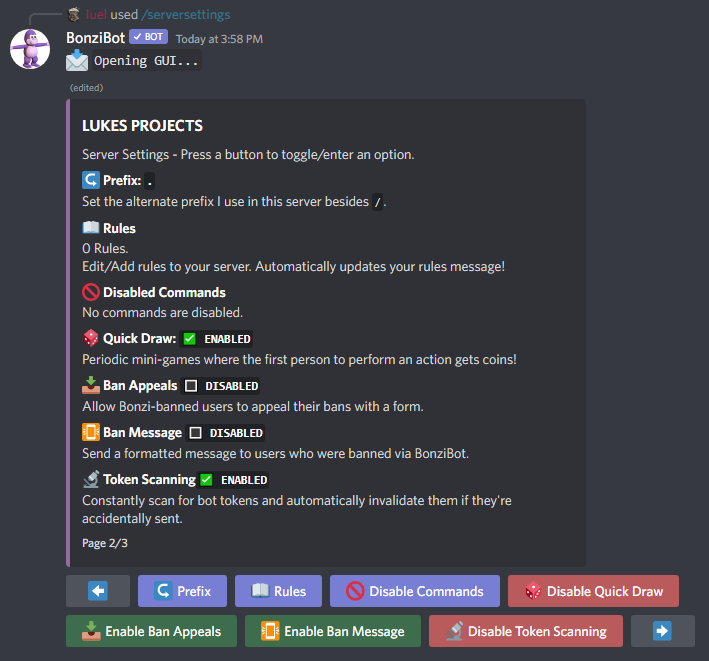 luel used /serversettings
BonziBot ✓ BOT Today at 3:58 PM
Opening GUI...
(edited)
LUKES PROJECTS
Server Settings - Press a button to toggle/enter an option.
Prefix: .
Set the alternate prefix I use in this server besides /.
Rules
0 Rules.
Edit/Add rules to your server. Automatically updates your rules message!
Disabled Commands
No commands are disabled.
Quick Draw: ✅ ENABLED
Periodic mini-games where the first person to perform an action gets coins!
Ban Appeals DISABLED
Allow Bonzi-banned users to appeal their bans with a form.
Ban Message DISABLED
Send a formatted message to users who were banned via BonziBot.
Token Scanning ✅ ENABLED
Constantly scan for bot tokens and automatically invalidate them if they're
accidentally sent.
Page 2/3
Prefix Rules Disable Commands Disable Quick Draw
Enable Ban Appeals Enable Ban Message Disable Token Scanning